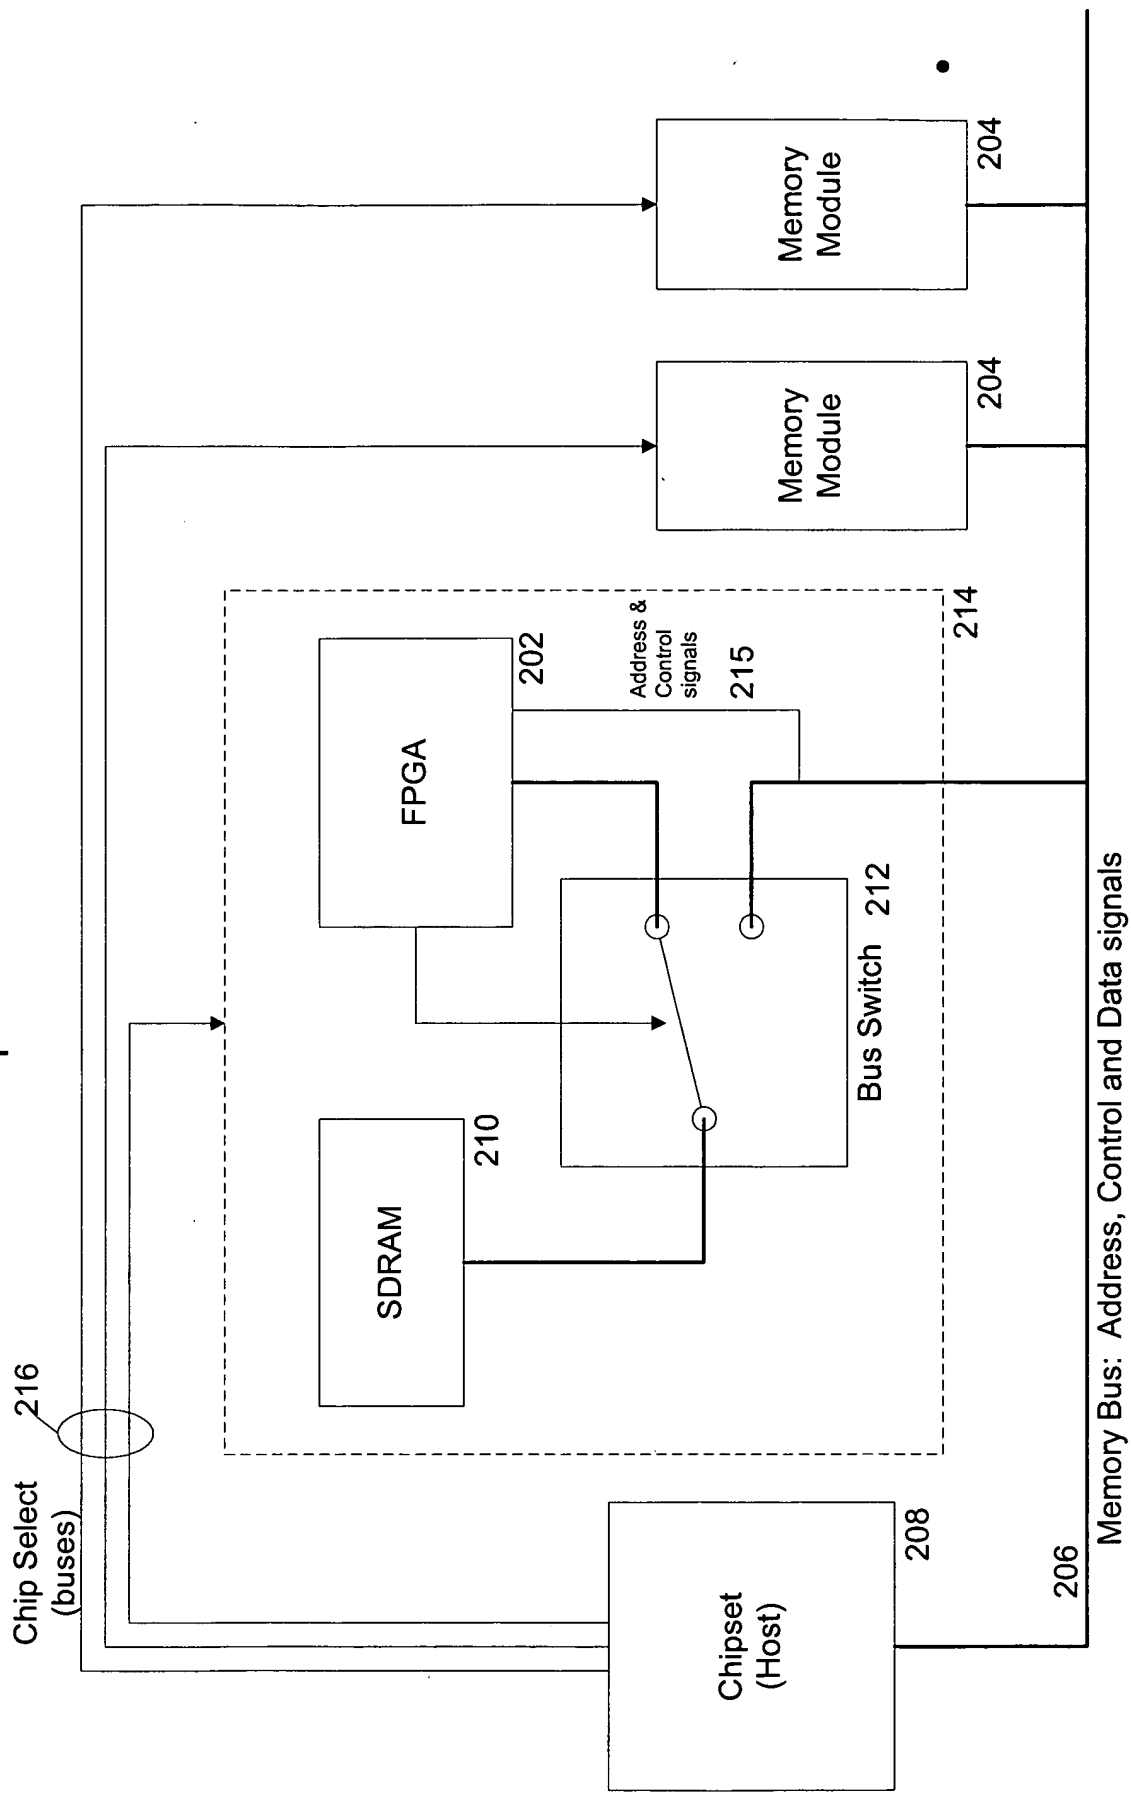 Chip Select
(buses)
216
Chipset
(Host)
208
SDRAM
210
FPGA
202
Address &
Control
signals
215
Bus Switch 212
214
Memory
Module
204
Memory
Module
204
206
Memory Bus: Address, Control and Data signals